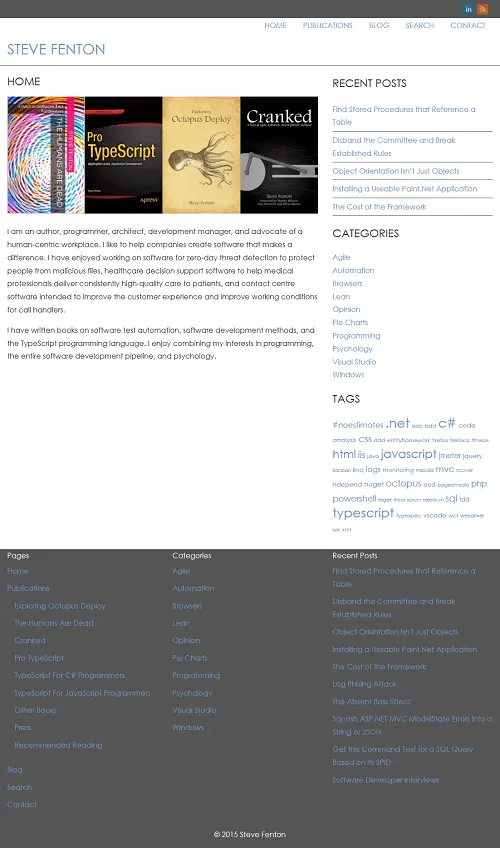 HOME PUBLICATIONS BLOG SEARCH CONTACT
STEVE FENTON
HOME
THE HUMANS ARE DEAD
Pro
TypeScript
Apress
Exploring
Octopus Deploy
Steve Fenton
Cranked
Steve Fenton
I am an author, programmer, architect, development manager, and advocate of a
human-centric workplace. I like to help companies create software that makes a
difference. I have enjoyed working on software for zero-day threat detection to protect
people from malicious files, healthcare decision support software to help medical
professionals deliver consistently high-quality care to patients, and contact centre
software intended to improve the customer experience and improve working conditions
for call handlers.
I have written books on software test automation, software development methods, and
the TypeScript programming language. I enjoy combining my interests in programming,
the entire software development pipeline, and psychology.
RECENT POSTS
Find Stored Procedures that Reference a
Table
Disband the Committee and Break
Established Rules
Object Orientation Isn't Just Objects
Installing a Useable Paint.Net Application
The Cost of the Framework
CATEGORIES
Agile
Automation
Browsers
Lean
Opinion
Pie Charts
Programming
Psychology
Visual Studio
Windows
TAGS
#noestimates .net bdd c# code
analysis css ddd entityframework firefox firefoxos fitnesse
html iis java javascript jmeter jquery
kanban linq logs monitoring msbuild mvc ncover
ndepend nuget octopus ood pagesmedia php
powershell regex rhino scrum selenium sql tdd
typescript typespec vscode wcf webdriver
wix xml
Pages
Home
Publications
Exploring Octopus Deploy
The Humans Are Dead
Cranked
Pro TypeScript
TypeScript For C# Programmers
TypeScript For JavaScript Programmers
Other Books
Press
Recommended Reading
Blog
Search
Contact
Categories
Agile
Automation
Browsers
Lean
Opinion
Pie Charts
Programming
Psychology
Visual Studio
Windows
Recent Posts
Find Stored Procedures that Reference a
Table
Disband the Committee and Break
Established Rules
Object Orientation Isn't Just Objects
Installing a Useable Paint.Net Application
The Cost of the Framework
Log Phising Attack
The Absent Boss Effect
Squash ASP.NET MVC ModelState Errors Into a
String or JSON
Get the Command Text for a SQL Query
Based on its SPID
Software Developer Interviews
© 2015 Steve Fenton